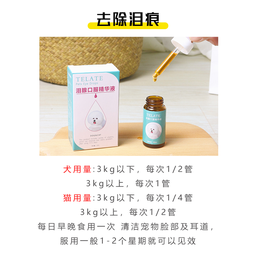 去除泪痕
TELATE
泪腺口服精华液
TELATE
犬用量:3kg以下，每次1/2管
3kg以上，每次1管
猫用量:3kg以下，每次1/4管
3kg以上，每次1/2管
每日早晚食用一次 清洁宠物脸部及耳道，
服用一般1-2个星期就可以见效